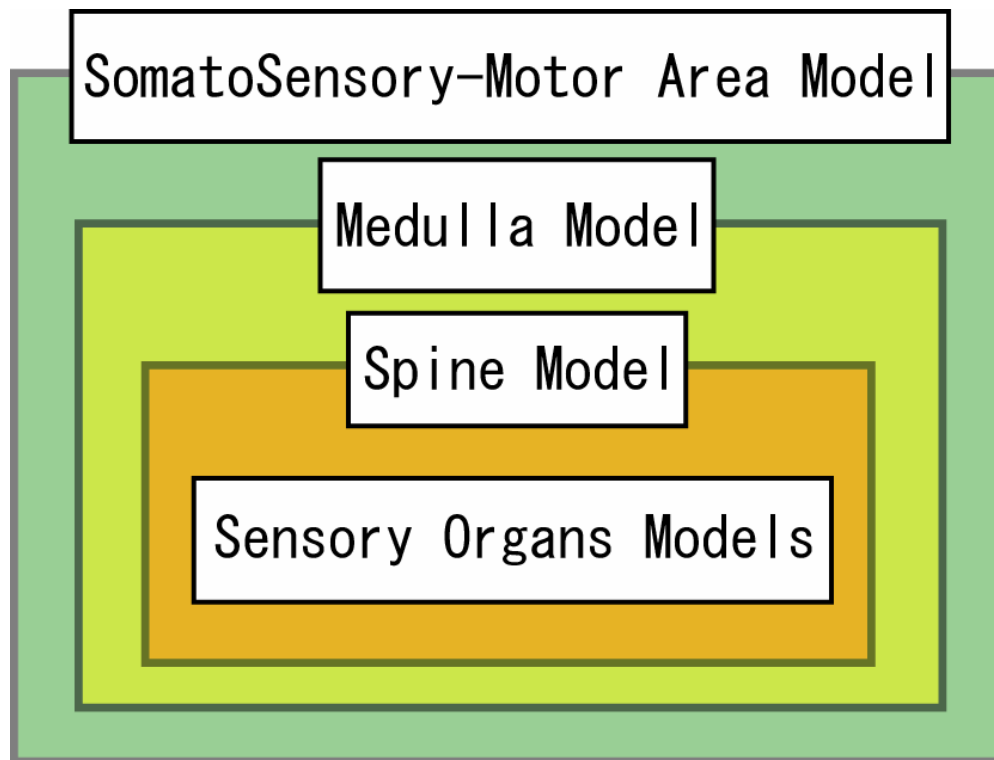 SomatoSensory-Motor Area Model
Medulla Model
Spine Model
Sensory Organs Models